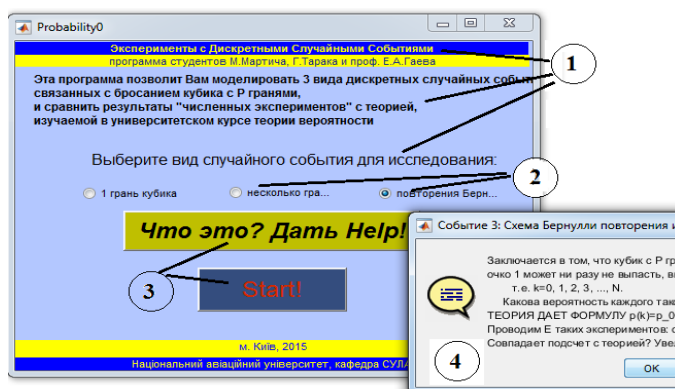 Probability0
Эксперименты с Дискретными Случайными Событиями
программа студентов М.Мартича, Г.Тарака и проф. Е.А.Гаева
Эта программа позволит Вам моделировать 3 вида дискретных случайных событ
связанных с бросанием кубика с P гранями,
и сравнить результаты "численных экспериментов" с теорией,
изучаемой в университетском курсе теории вероятности
1
Выберите вид случайного события для исследования:
1 грань кубика
несколько гра...
повторения Берн...
2
Что это? Дать Help!
3
Start!
м. Київ, 2015
Національний авіаційний університет, кафедра СУЛА
Событие 3: Схема Бернулли повторения и
Заключается в том, что кубик с P гр
очко 1 может ни разу не выпасть, в
т.е. k=0, 1, 2, 3, ..., N.
Какова вероятность каждого так
ТЕОРИЯ ДАЕТ ФОРМУЛУ p(k)=p_0
Проводим E таких экспериментов:
Совпадает подсчет с теорией? Уве
4
OK